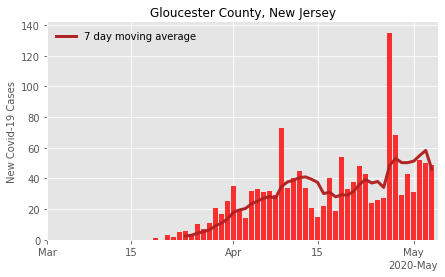 Gloucester County, New Jersey
7 day moving average
New Covid-19 Cases
140
120
100
80
60
40
20
0
Mar 15 Apr 15 May
2020-May